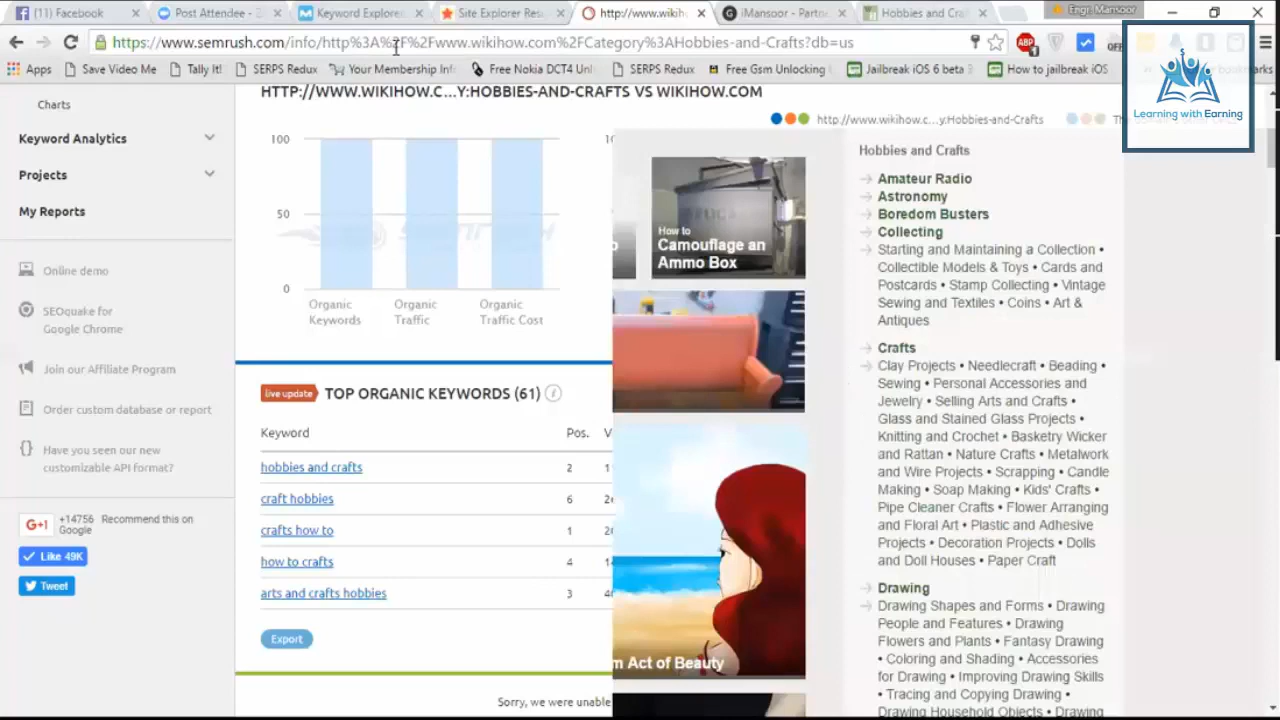 (11) Facebook
Post Attendee - Z
Keyword Explorer
Site Explorer Res
http://www.wikih
iMansoor - Partne
Hobbies and Cra
Engr. Mansoor
https://www.semrush.com/info/http%3A%2F%2Fwww.wikihow.com%2FCategory%3AHobbies-and-Crafts?db=us
Apps
Save Video Me
Tally It!
SERPS Redux
Your Membership Inf
Free Nokia DCT4 Unl
SERPS Redux
Free Gsm Unlocking
Jailbreak iOS 6 beta 3
How to jailbreak iOS
Learning with Earning
Charts
Keyword Analytics
Projects
My Reports
Online demo
SEOquake for
Google Chrome
Join our Affiliate Program
Order custom database or report
Have you seen our new
customizable API format?
G+1
+14756 Recommend this on
Google
Like 49K
Tweet
HTTP://WWW.WIKIHOW.C...Y:HOBBIES-AND-CRAFTS VS WIKIHOW.COM
http://www.wikihow.c...y:Hobbies-and-Crafts
100
50
0
Organic
Keywords
Organic
Traffic
Organic
Traffic Cost
live update TOP ORGANIC KEYWORDS (61)
Keyword Pos. V
hobbies and crafts 2
craft hobbies 6
crafts how to 1
how to crafts 4
arts and crafts hobbies 3
Export
Sorry, we were unable
How to
Camouflage an
Ammo Box
m Act of Beauty
Hobbies and Crafts
Amateur Radio
Astronomy
Boredom Busters
Collecting
Starting and Maintaining a Collection •
Collectible Models & Toys • Cards and
Postcards • Stamp Collecting • Vintage
Sewing and Textiles • Coins • Art &
Antiques
Crafts
Clay Projects • Needlecraft • Beading •
Sewing • Personal Accessories and
Jewelry • Selling Arts and Crafts •
Glass and Stained Glass Projects •
Knitting and Crochet • Basketry Wicker
and Rattan • Nature Crafts • Metalwork
and Wire Projects • Scrapping • Candle
Making • Soap Making • Kids' Crafts •
Pipe Cleaner Crafts • Flower Arranging
and Floral Art • Plastic and Adhesive
Projects • Decoration Projects • Dolls
and Doll Houses • Paper Craft
Drawing
Drawing Shapes and Forms • Drawing
People and Features • Drawing
Flowers and Plants • Fantasy Drawing
• Coloring and Shading • Accessories
for Drawing • Improving Drawing Skills
• Tracing and Copying Drawing •
Drawing Household Objects • Drawing